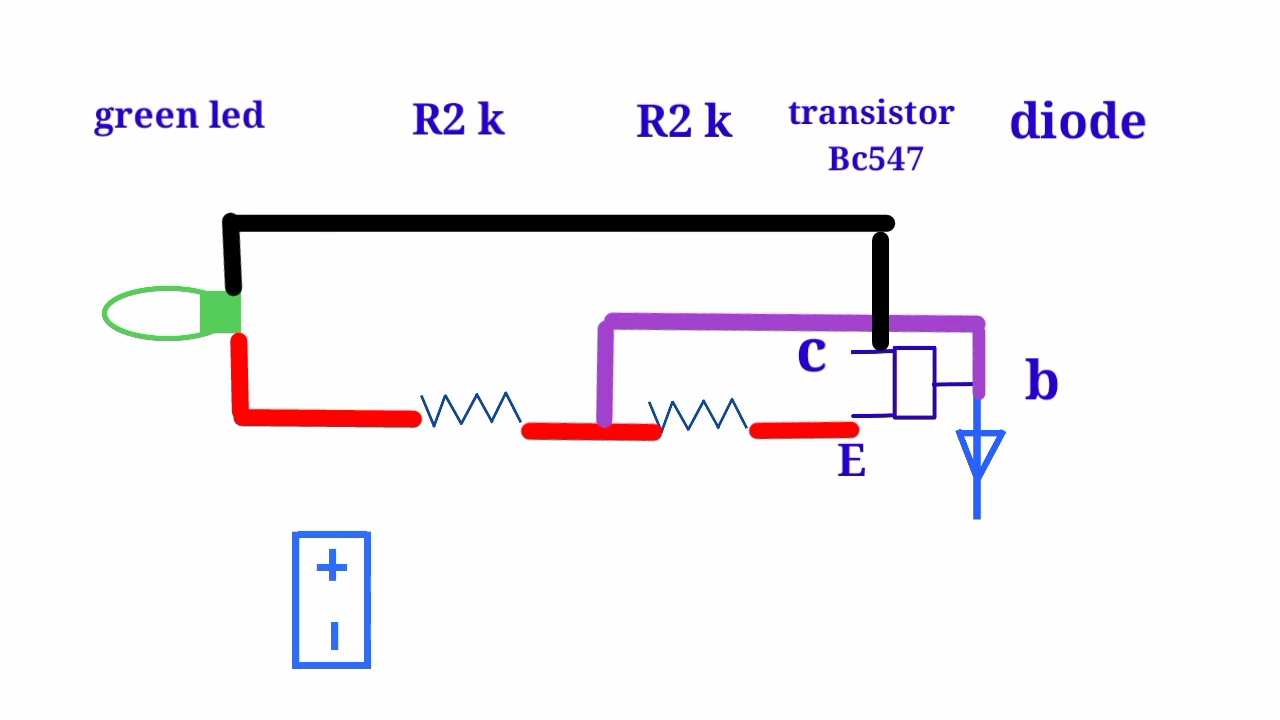 green led
R2 k
R2 k
transistor
Bc547
diode
c
b
E
+
-